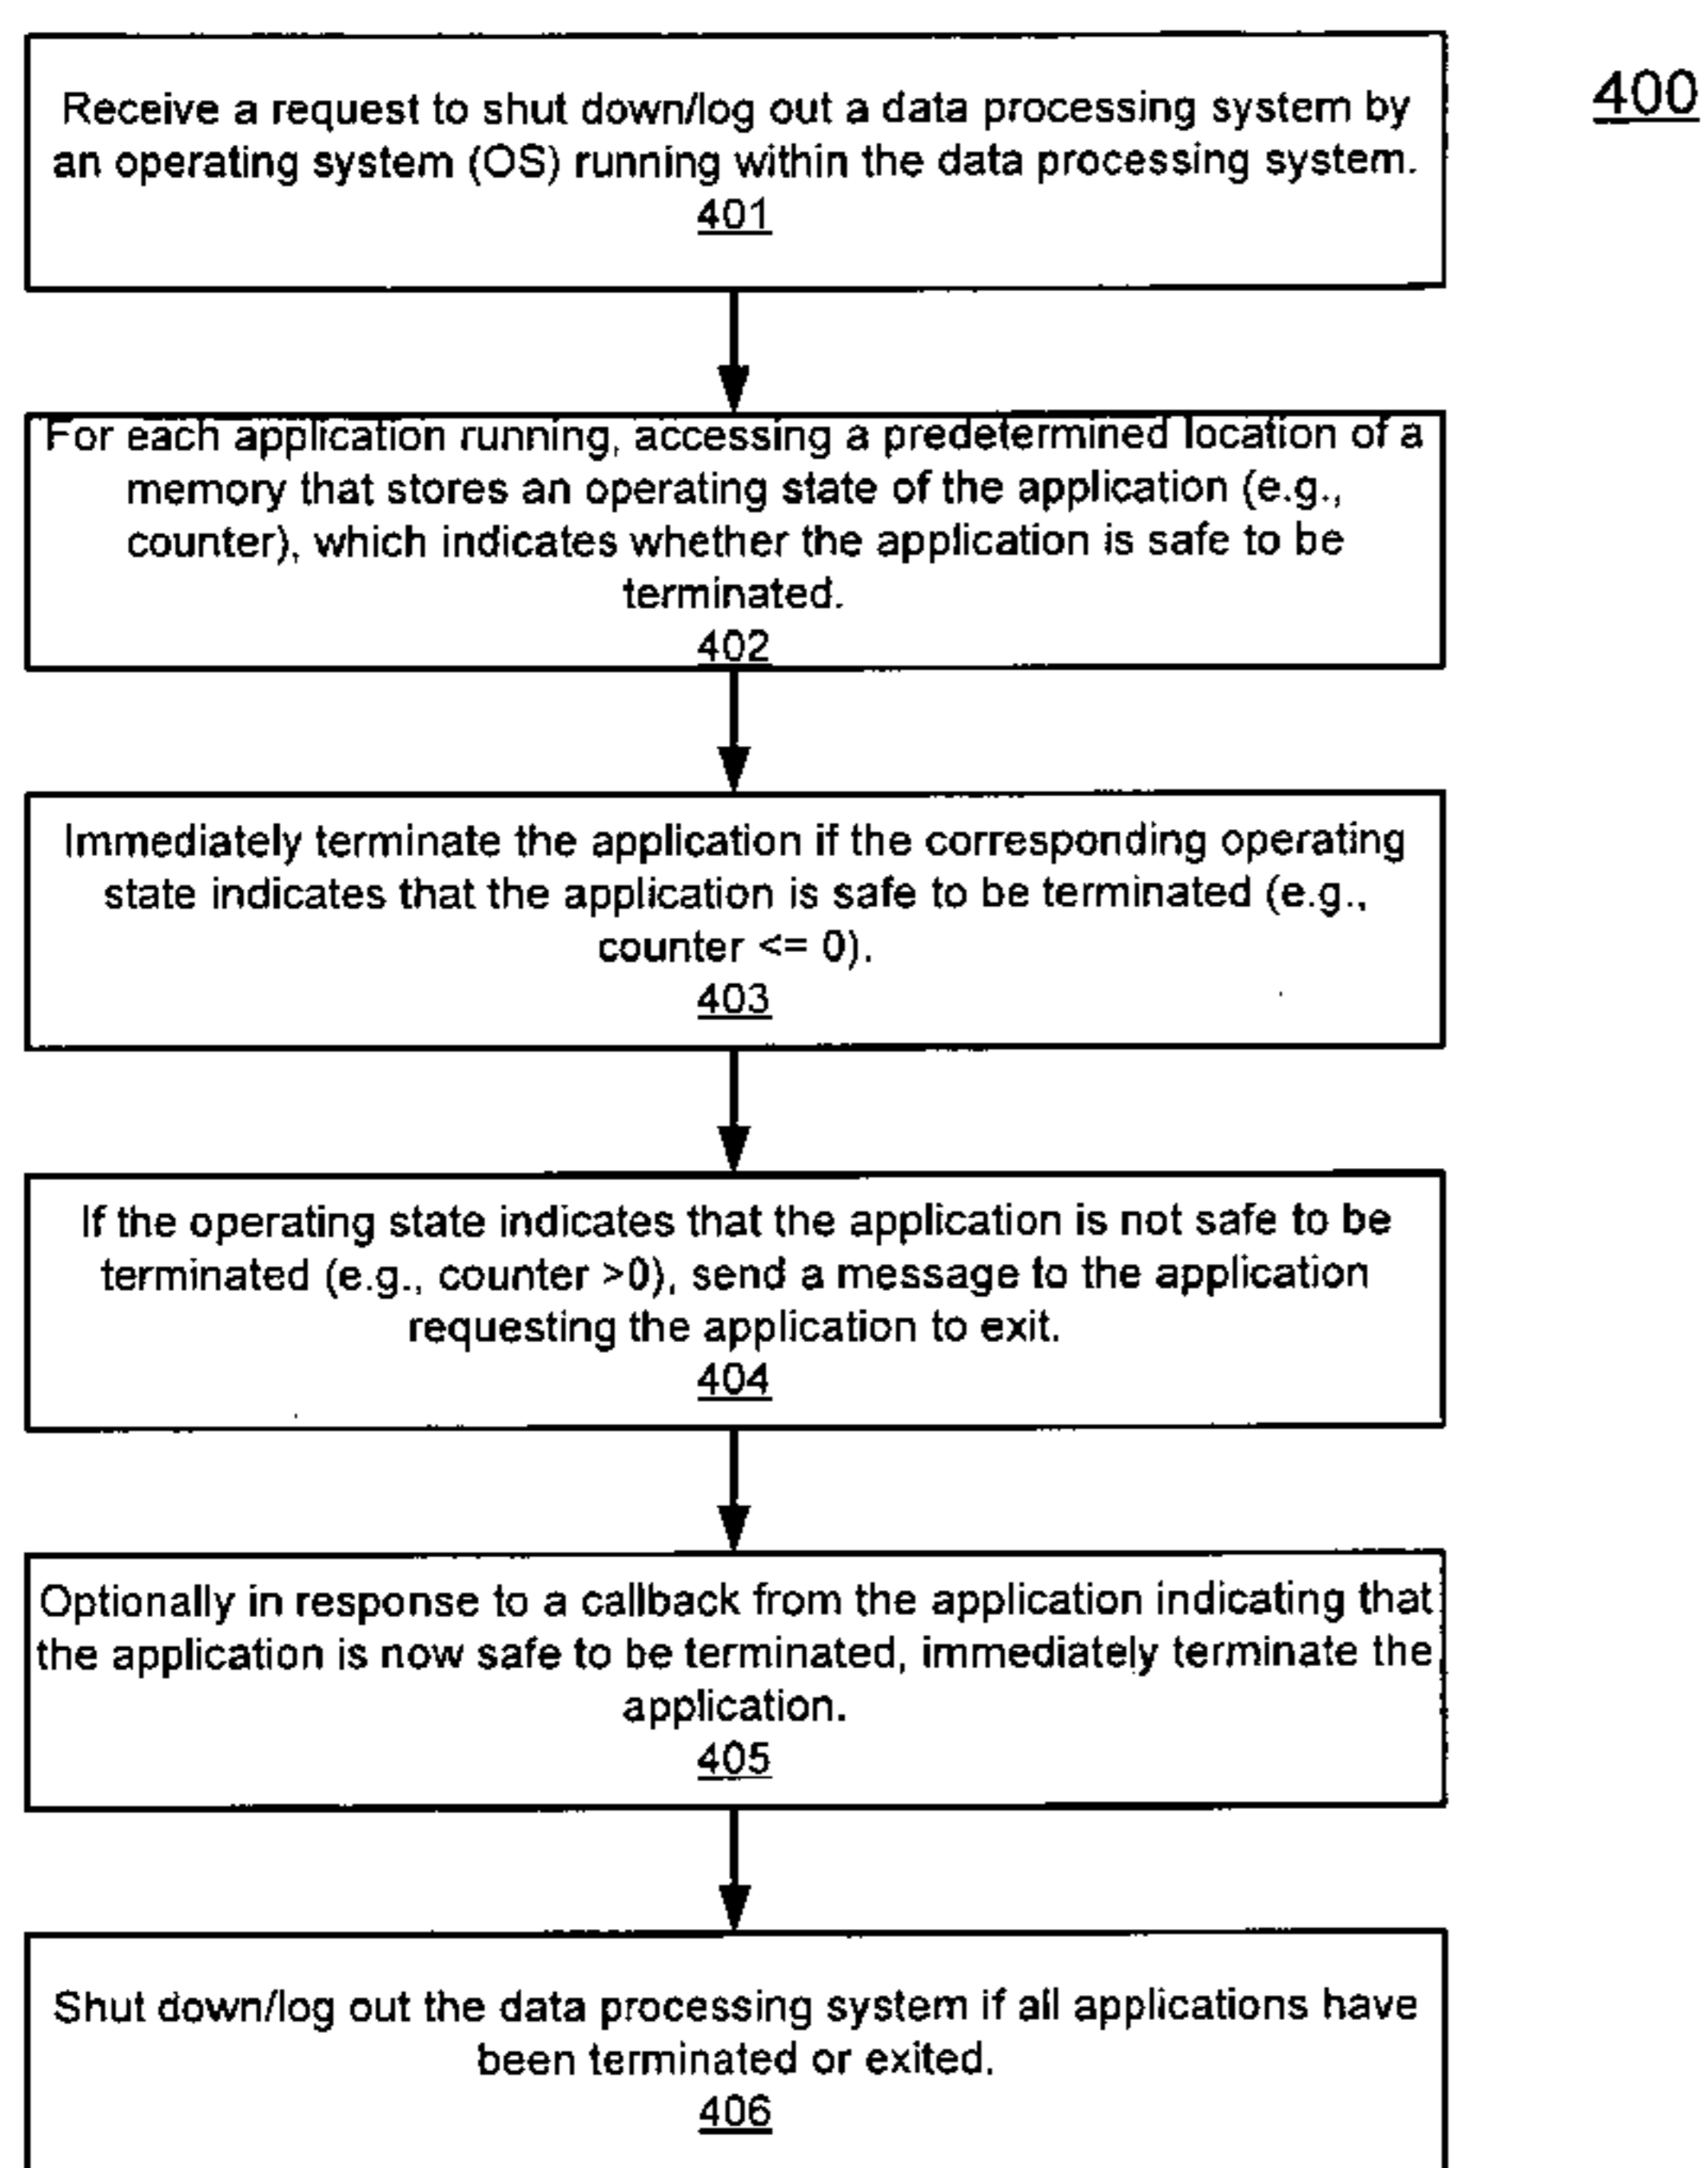 400
Receive a request to shut down/log out a data processing system by
an operating system (OS) running within the data processing system.
401
For each application running, accessing a predetermined location of a
memory that stores an operating state of the application (e.g.,
counter), which indicates whether the application is safe to be
terminated.
402
Immediately terminate the application if the corresponding operating
state indicates that the application is safe to be terminated (e.g.,
counter <= 0).
403
If the operating state indicates that the application is not safe to be
terminated (e.g., counter >0), send a message to the application
requesting the application to exit.
404
Optionally in response to a callback from the application indicating that
the application is now safe to be terminated, immediately terminate the
application.
405
Shut down/log out the data processing system if all applications have
been terminated or exited.
406